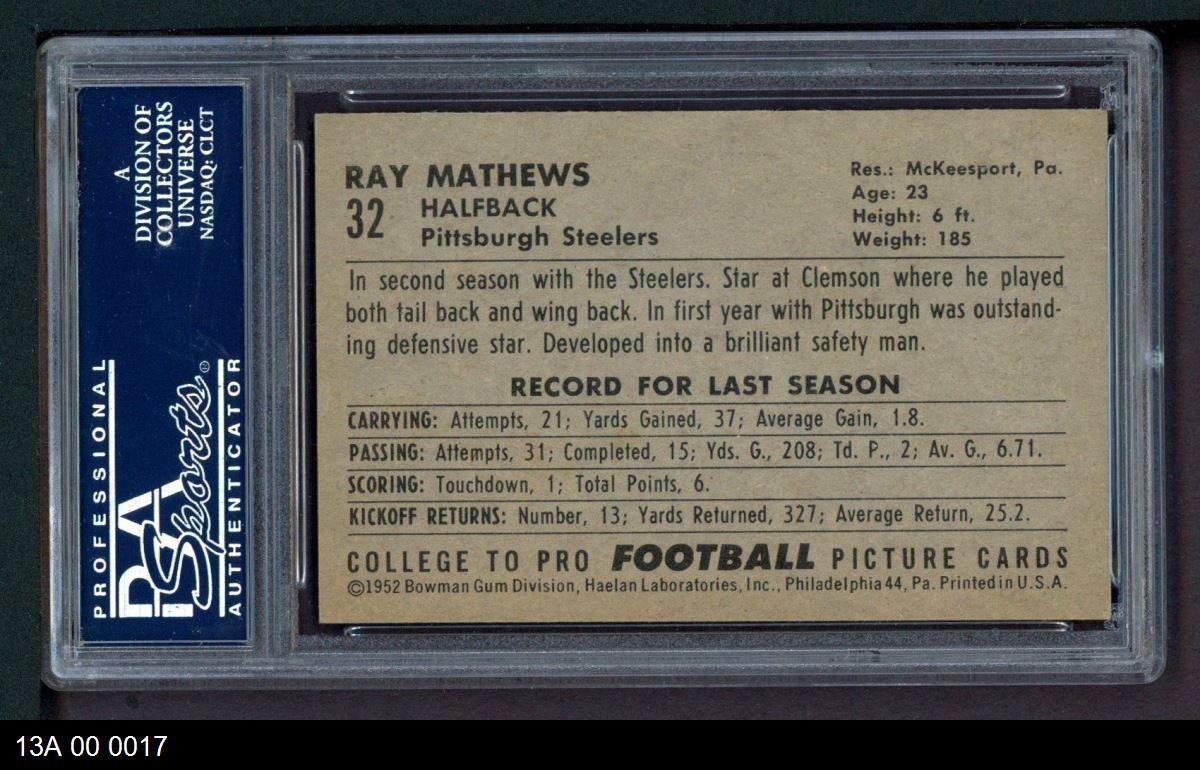 A
DIVISION OF
COLLECTORS
UNIVERSE
NASDAQ: CLCT
PROFESSIONAL
PSA
Sports®
AUTHENTICATOR
RAY MATHEWS
32 HALFBACK
Pittsburgh Steelers
Res.: McKeesport, Pa.
Age: 23
Height: 6 ft.
Weight: 185
In second season with the Steelers. Star at Clemson where he played
both tail back and wing back. In first year with Pittsburgh was outstand-
ing defensive star. Developed into a brilliant safety man.
RECORD FOR LAST SEASON
CARRYING: Attempts, 21; Yards Gained, 37; Average Gain, 1.8.
PASSING: Attempts, 31; Completed, 15; Yds. G., 208; Td. P., 2; Av. G., 6.71.
SCORING: Touchdown, 1; Total Points, 6.
KICKOFF RETURNS: Number, 13; Yards Returned, 327; Average Return, 25.2.
COLLEGE TO PRO FOOTBALL PICTURE CARDS
©1952 Bowman Gum Division, Haelan Laboratories, Inc., Philadelphia 44, Pa. Printed in U.S.A.
13A 00 0017